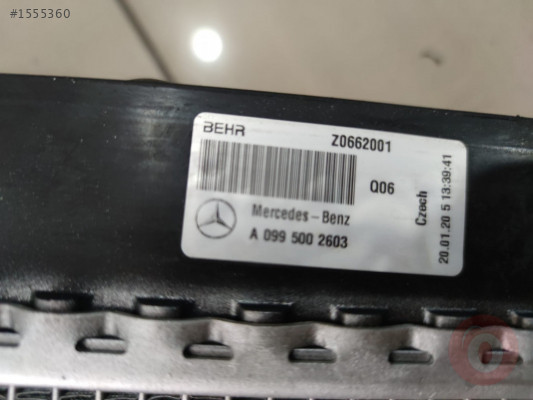 #1555360
BEHR
Z0662001
Q06
Mercedes-Benz
A 099 500 2603
Czech
20.01.20 5 13:39:41